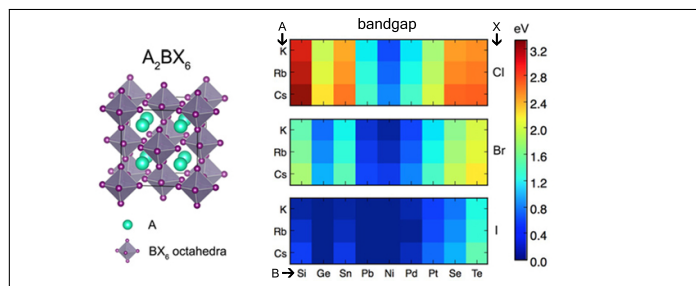 A₂BX₆
A
BX₆ octahedra
bandgap
A
X
eV
K
Rb
Cs
Cl
K
Rb
Cs
Br
K
Rb
Cs
I
B → Si Ge Sn Pb Ni Pd Pt Se Te
3.2
2.8
2.4
2.0
1.6
1.2
0.8
0.4
0.0